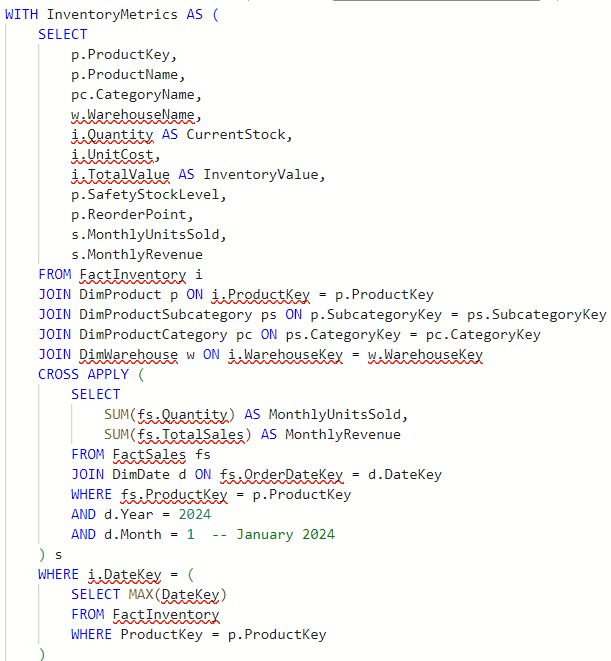 WITH InventoryMetrics AS (
    SELECT
        p.ProductKey,
        p.ProductName,
        pc.CategoryName,
        w.WarehouseName,
        i.Quantity AS CurrentStock,
        i.UnitCost,
        i.TotalValue AS InventoryValue,
        p.SafetyStockLevel,
        p.ReorderPoint,
        s.MonthlyUnitsSold,
        s.MonthlyRevenue
    FROM FactInventory i
    JOIN DimProduct p ON i.ProductKey = p.ProductKey
    JOIN DimProductSubcategory ps ON p.SubcategoryKey = ps.SubcategoryKey
    JOIN DimProductCategory pc ON ps.CategoryKey = pc.CategoryKey
    JOIN DimWarehouse w ON i.WarehouseKey = w.WarehouseKey
    CROSS APPLY (
        SELECT
            SUM(fs.Quantity) AS MonthlyUnitsSold,
            SUM(fs.TotalSales) AS MonthlyRevenue
        FROM FactSales fs
        JOIN DimDate d ON fs.OrderDateKey = d.DateKey
        WHERE fs.ProductKey = p.ProductKey
        AND d.Year = 2024
        AND d.Month = 1  -- January 2024
    ) s
    WHERE i.DateKey = (
        SELECT MAX(DateKey)
        FROM FactInventory
        WHERE ProductKey = p.ProductKey
    )